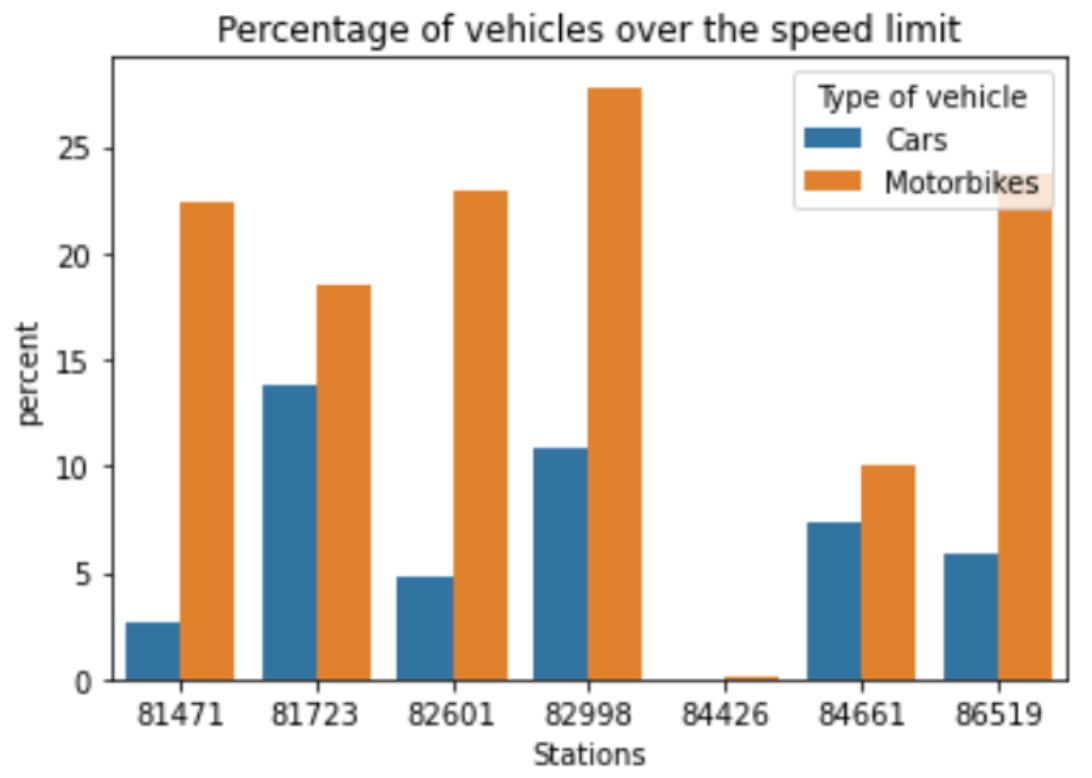 Percentage of vehicles over the speed limit
Type of vehicle
Cars
Motorbikes
25
20
15
10
5
0
percent
81471 81723 82601 82998 84426 84661 86519
Stations